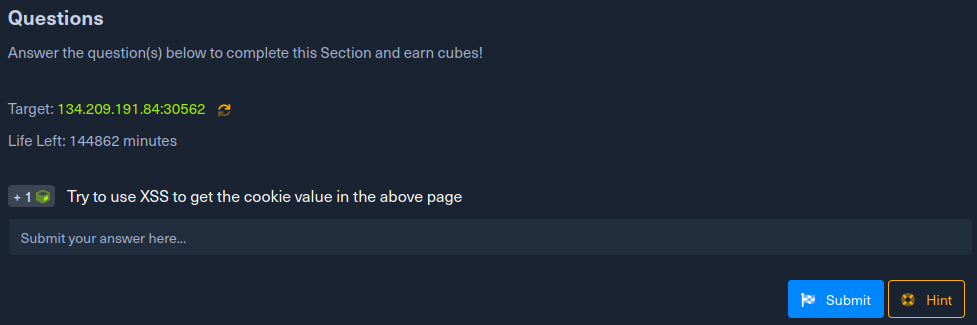 Questions
Answer the question(s) below to complete this Section and earn cubes!
Target: 134.209.191.84:30562
Life Left: 144862 minutes
+ 1 Try to use XSS to get the cookie value in the above page
Submit your answer here...
Submit Hint